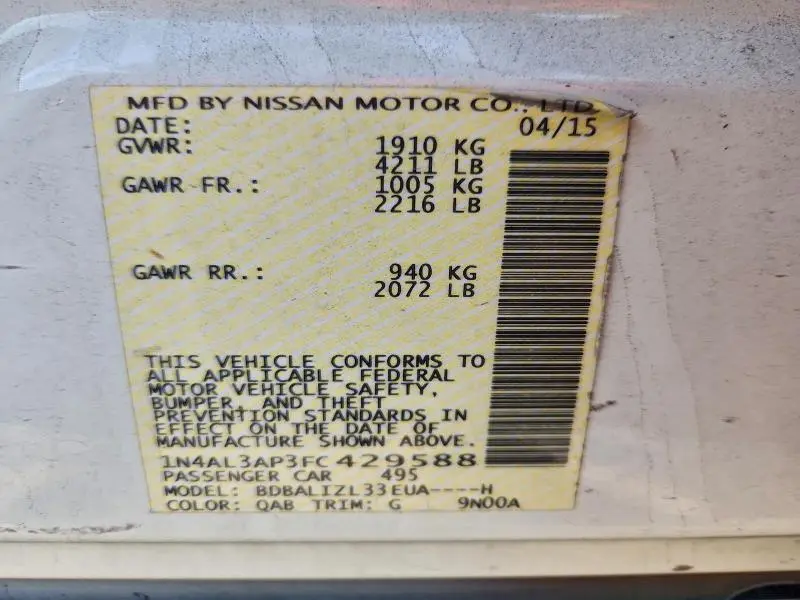 MFD BY NISSAN MOTOR CO., LTD.
DATE: 04/15
GVWR: 1910 KG
4211 LB
GAWR FR.: 1005 KG
2216 LB
GAWR RR.: 940 KG
2072 LB
THIS VEHICLE CONFORMS TO
ALL APPLICABLE FEDERAL
MOTOR VEHICLE SAFETY,
BUMPER, AND THEFT
PREVENTION STANDARDS IN
EFFECT ON THE DATE OF
MANUFACTURE SHOWN ABOVE.
1N4AL3AP3FC429588
PASSENGER CAR 495
MODEL: BDBALIZL33EUA----H
COLOR: QAB TRIM: G 9N00A